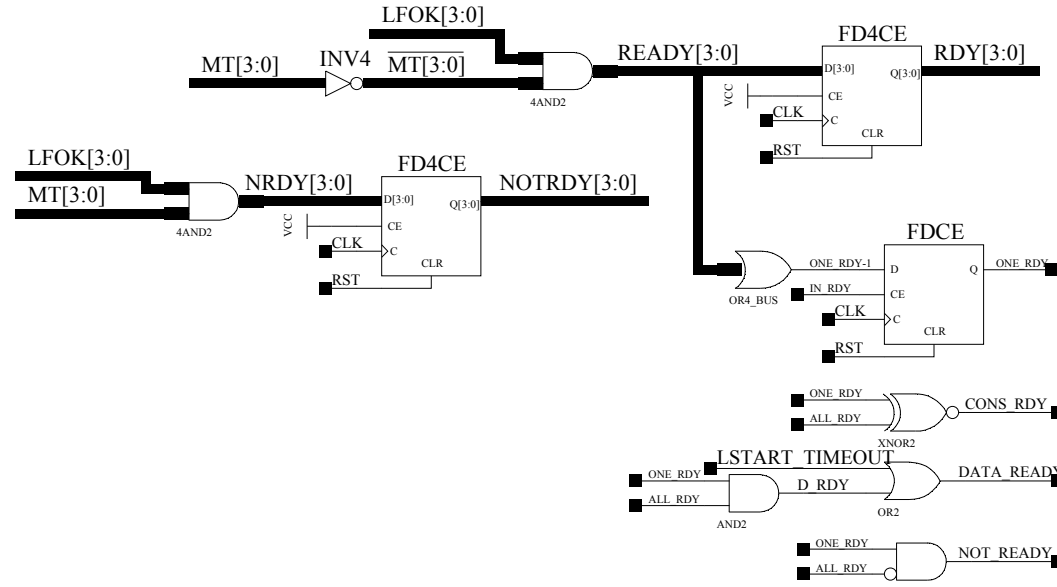 LFOK[3:0]
MT[3:0]
INV4
MT[3:0]
4AND2
READY[3:0]
FD4CE
D[3:0]
Q[3:0]
RDY[3:0]
VCC
CE
CLK
C
CLR
RST
LFOK[3:0]
MT[3:0]
4AND2
NRDY[3:0]
FD4CE
D[3:0]
Q[3:0]
NOTRDY[3:0]
VCC
CE
CLK
C
CLR
RST
OR4_BUS
ONE_RDY-1
FDCE
D
Q
ONE_RDY
IN_RDY
CE
CLK
C
CLR
RST
ONE_RDY
ALL_RDY
XNOR2
CONS_RDY
LSTART_TIMEOUT
ONE_RDY
ALL_RDY
AND2
D_RDY
OR2
DATA_READY
ONE_RDY
ALL_RDY
NOT_READY